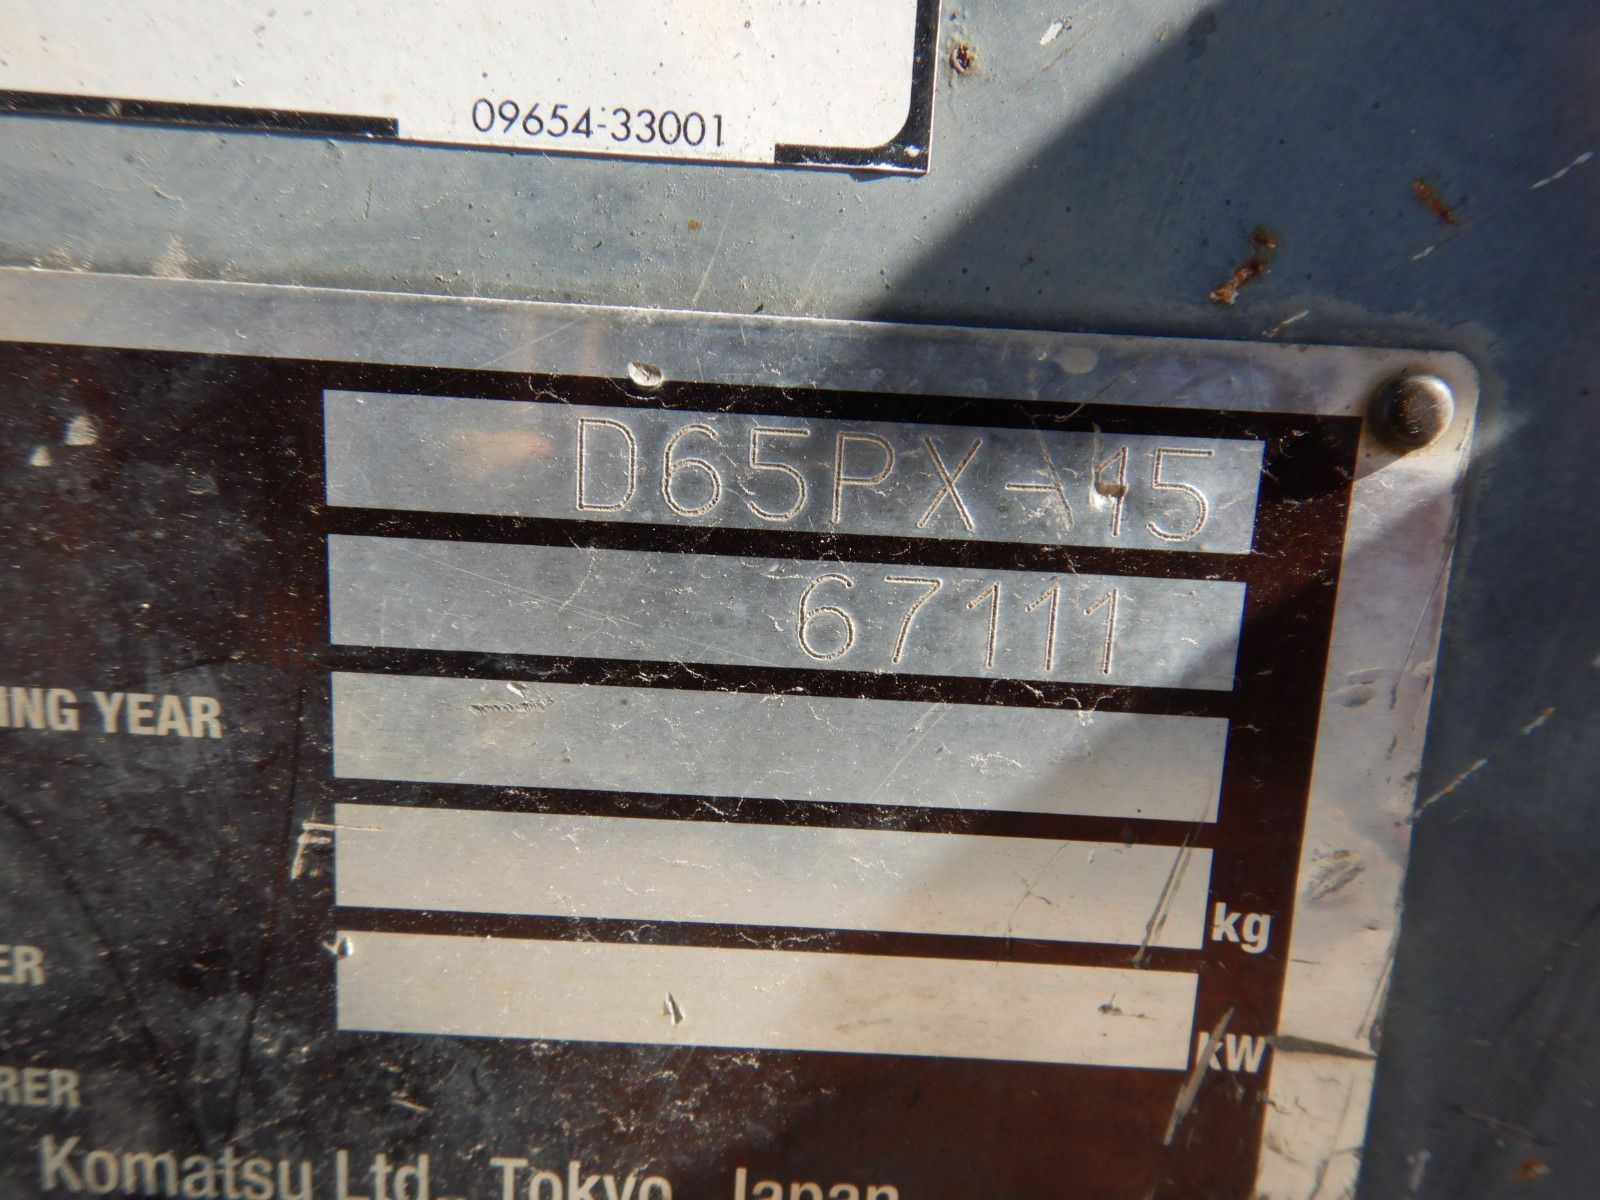 09654-33001
D65PX-15
67111
ING YEAR
kg
ER
kW
RER
Komatsu Ltd., Tokyo, Japan